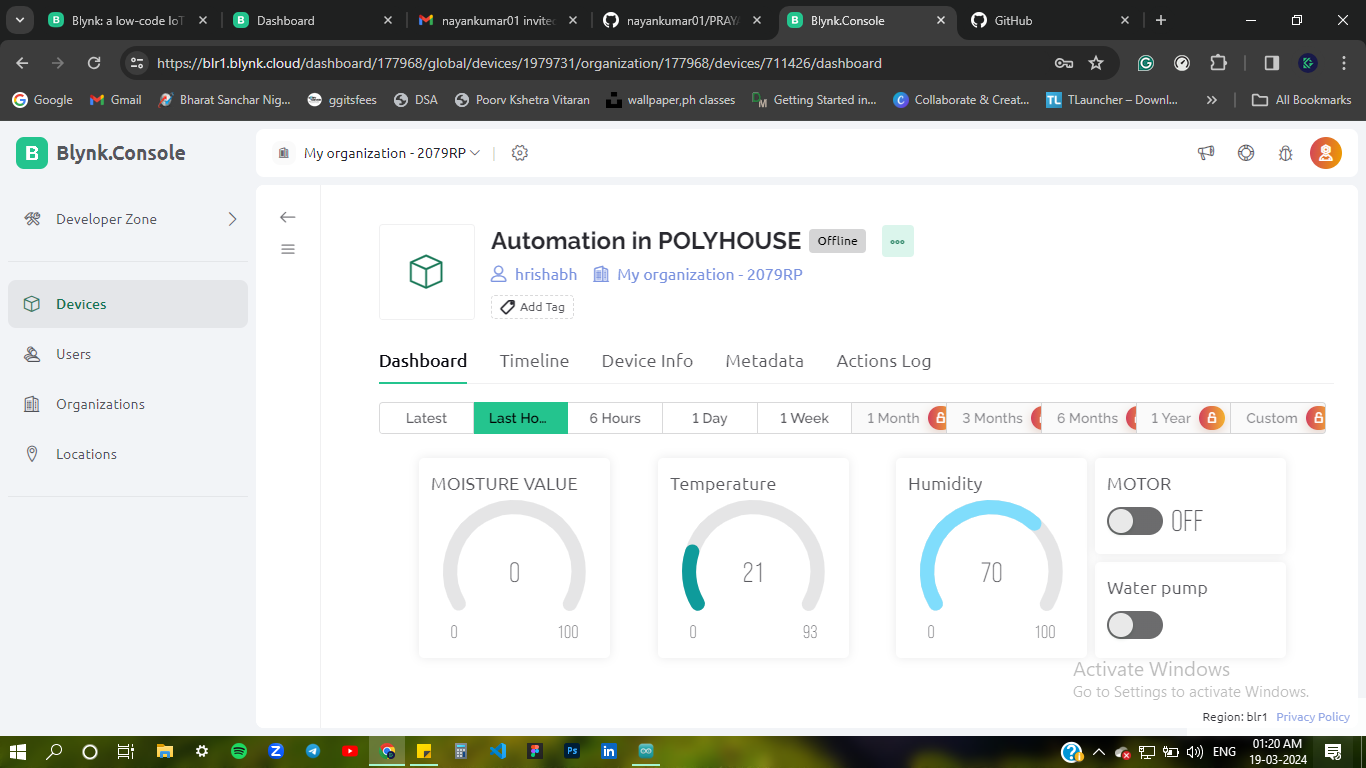 Blynk: a low-code IoT
Dashboard
nayankumar01 invited
nayankumar01/PRAYA
Blynk.Console
GitHub
https://blr1.blynk.cloud/dashboard/177968/global/devices/1979731/organization/177968/devices/711426/dashboard
Google
Gmail
Bharat Sanchar Nig...
ggitsfees
DSA
Poorv Kshetra Vitaran
wallpaper,ph classes
Getting Started in...
Collaborate & Creat...
TLauncher – Downl...
All Bookmarks
B Blynk.Console
My organization - 2079RP
Developer Zone
Devices
Users
Organizations
Locations
Automation in POLYHOUSE Offline
hrishabh My organization - 2079RP
Add Tag
Dashboard Timeline Device Info Metadata Actions Log
Latest Last Ho... 6 Hours 1 Day 1 Week 1 Month 3 Months 6 Months 1 Year Custom
MOISTURE VALUE
0
0 100
Temperature
21
0 93
Humidity
70
0 100
MOTOR
OFF
Water pump
Activate Windows
Go to Settings to activate Windows.
Region: blr1 Privacy Policy
ENG
01:20 AM
19-03-2024